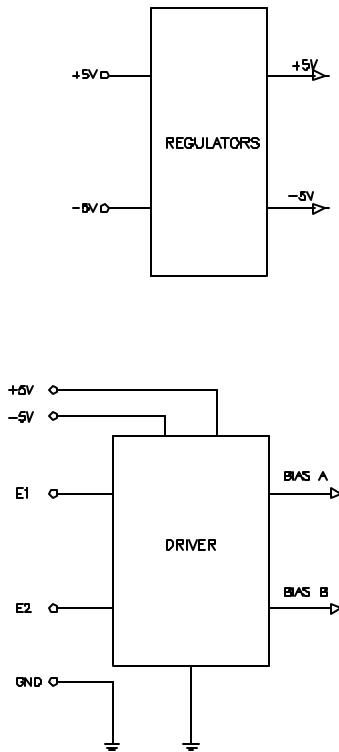 +5V
+5V
REGULATORS
-5V
-5V
+5V
-5V
E1
BIAS A
DRIVER
E2
BIAS B
GND